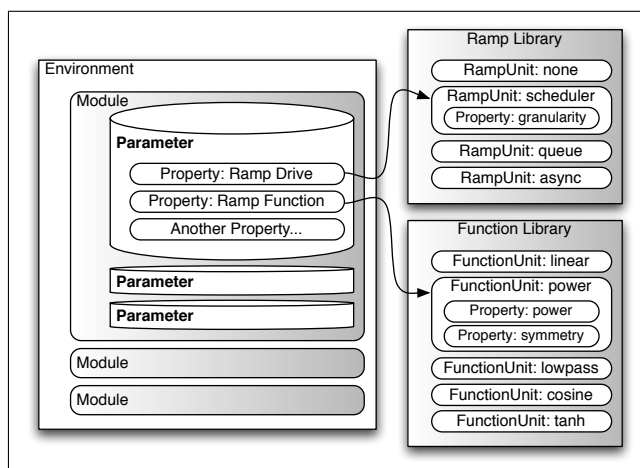 Environment
Module
Parameter
Property: Ramp Drive
Property: Ramp Function
Another Property...
Parameter
Parameter
Module
Module
Ramp Library
RampUnit: none
RampUnit: scheduler
Property: granularity
RampUnit: queue
RampUnit: async
Function Library
FunctionUnit: linear
FunctionUnit: power
Property: power
Property: symmetry
FunctionUnit: lowpass
FunctionUnit: cosine
FunctionUnit: tanh